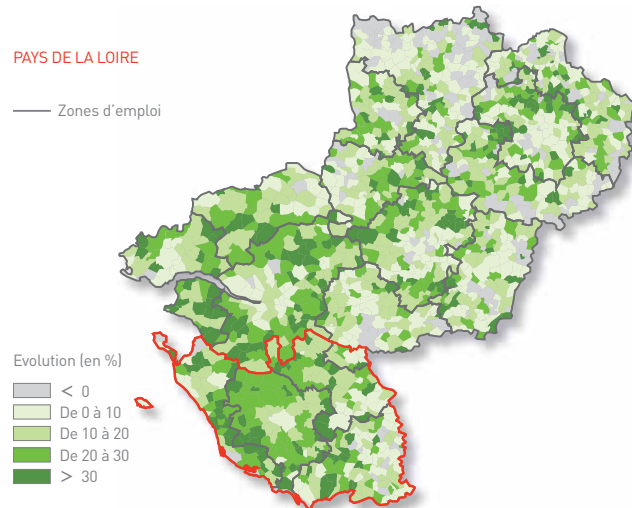 PAYS DE LA LOIRE
Zones d'emploi
Evolution (en %)
< 0
De 0 à 10
De 10 à 20
De 20 à 30
> 30